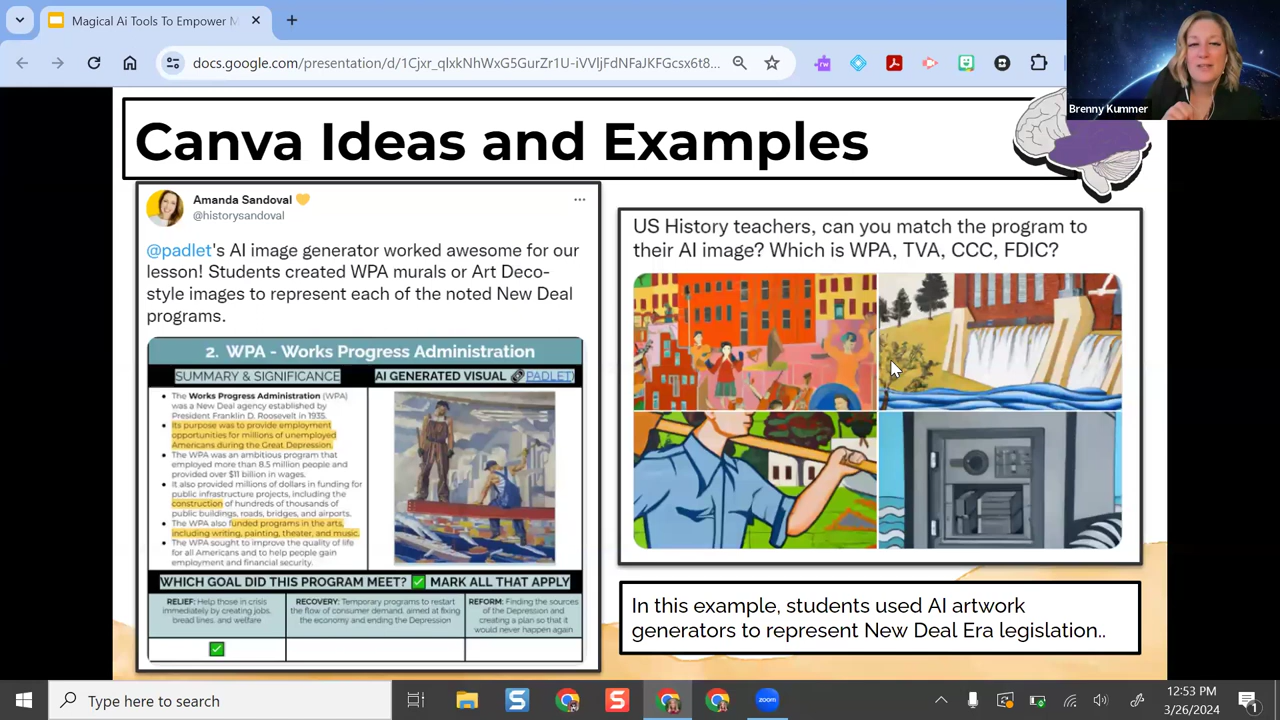 Magical Ai Tools To Empower M
docs.google.com/presentation/d/1Cjxr_qlxkNhWxG5GurZr1U-iVVljFdNFaJKFGcsx6t8...
Brenny Kummer
Canva Ideas and Examples
Amanda Sandoval 💛
@historysandoval
@padlet's AI image generator worked awesome for our
lesson! Students created WPA murals or Art Deco-
style images to represent each of the noted New Deal
programs.
2. WPA - Works Progress Administration
SUMMARY & SIGNIFICANCE
AI GENERATED VISUAL 🔗 PADLET)
• The Works Progress Administration (WPA)
was a New Deal agency established by
President Franklin D. Roosevelt in 1935.
• Its purpose was to provide employment
opportunities for millions of unemployed
Americans during the Great Depression.
• The WPA was an ambitious program that
employed more than 8.5 million people and
provided over $11 billion in wages.
• It also provided millions of dollars in funding for
public infrastructure projects, including the
construction of hundreds of thousands of
public buildings, roads, bridges, and airports.
• The WPA also funded programs in the arts,
including writing, painting, theater, and music.
• The WPA sought to improve the quality of life
for all Americans and to help people gain
employment and financial security.
WHICH GOAL DID THIS PROGRAM MEET? ✅ MARK ALL THAT APPLY
RELIEF: Help those in crisis
immediately by creating jobs,
bread lines, and welfare
RECOVERY: Temporary programs to restart
the flow of consumer demand, aimed at fixing
the economy and ending the Depression
REFORM: Finding the sources
of the Depression and
creating a plan so that it
would never happen again
US History teachers, can you match the program to
their AI image? Which is WPA, TVA, CCC, FDIC?
In this example, students used AI artwork
generators to represent New Deal Era legislation..
Type here to search
zoom
12:53 PM
3/26/2024
1